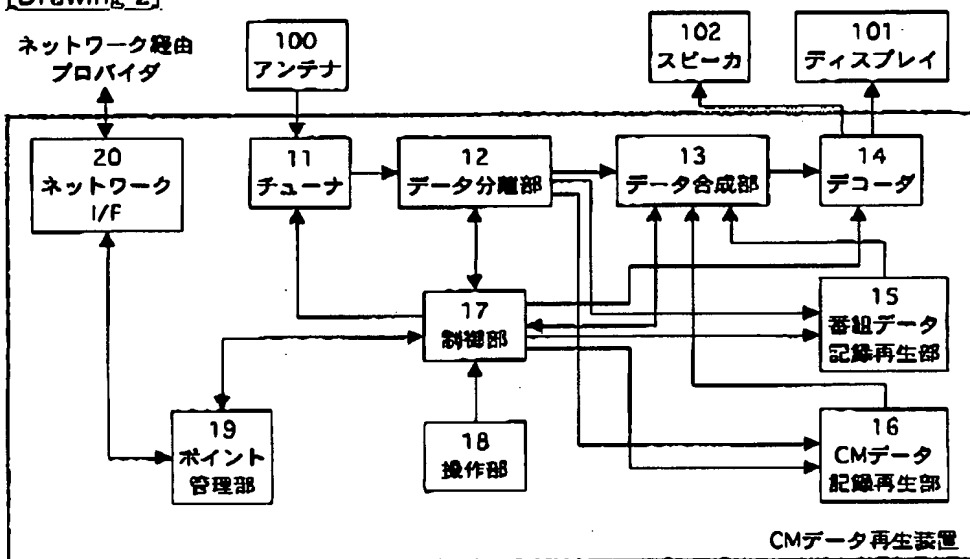 [Drawing 2]
ネットワーク経由
プロバイダ
100
アンテナ
102
スピーカ
101
ディスプレイ
20
ネットワーク
I/F
11
チューナ
12
データ分離部
13
データ合成部
14
デコーダ
17
制御部
15
番組データ
記録再生部
19
ポイント
管理部
18
操作部
16
CMデータ
記録再生部
CMデータ再生装置